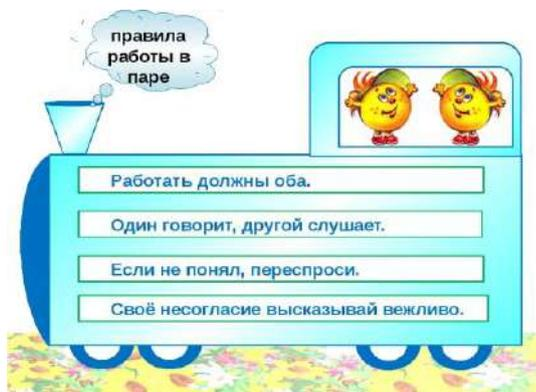 правила
работы в
паре
Работать должны оба.
Один говорит, другой слушает.
Если не понял, переспроси.
Своё несогласие высказывай вежливо.